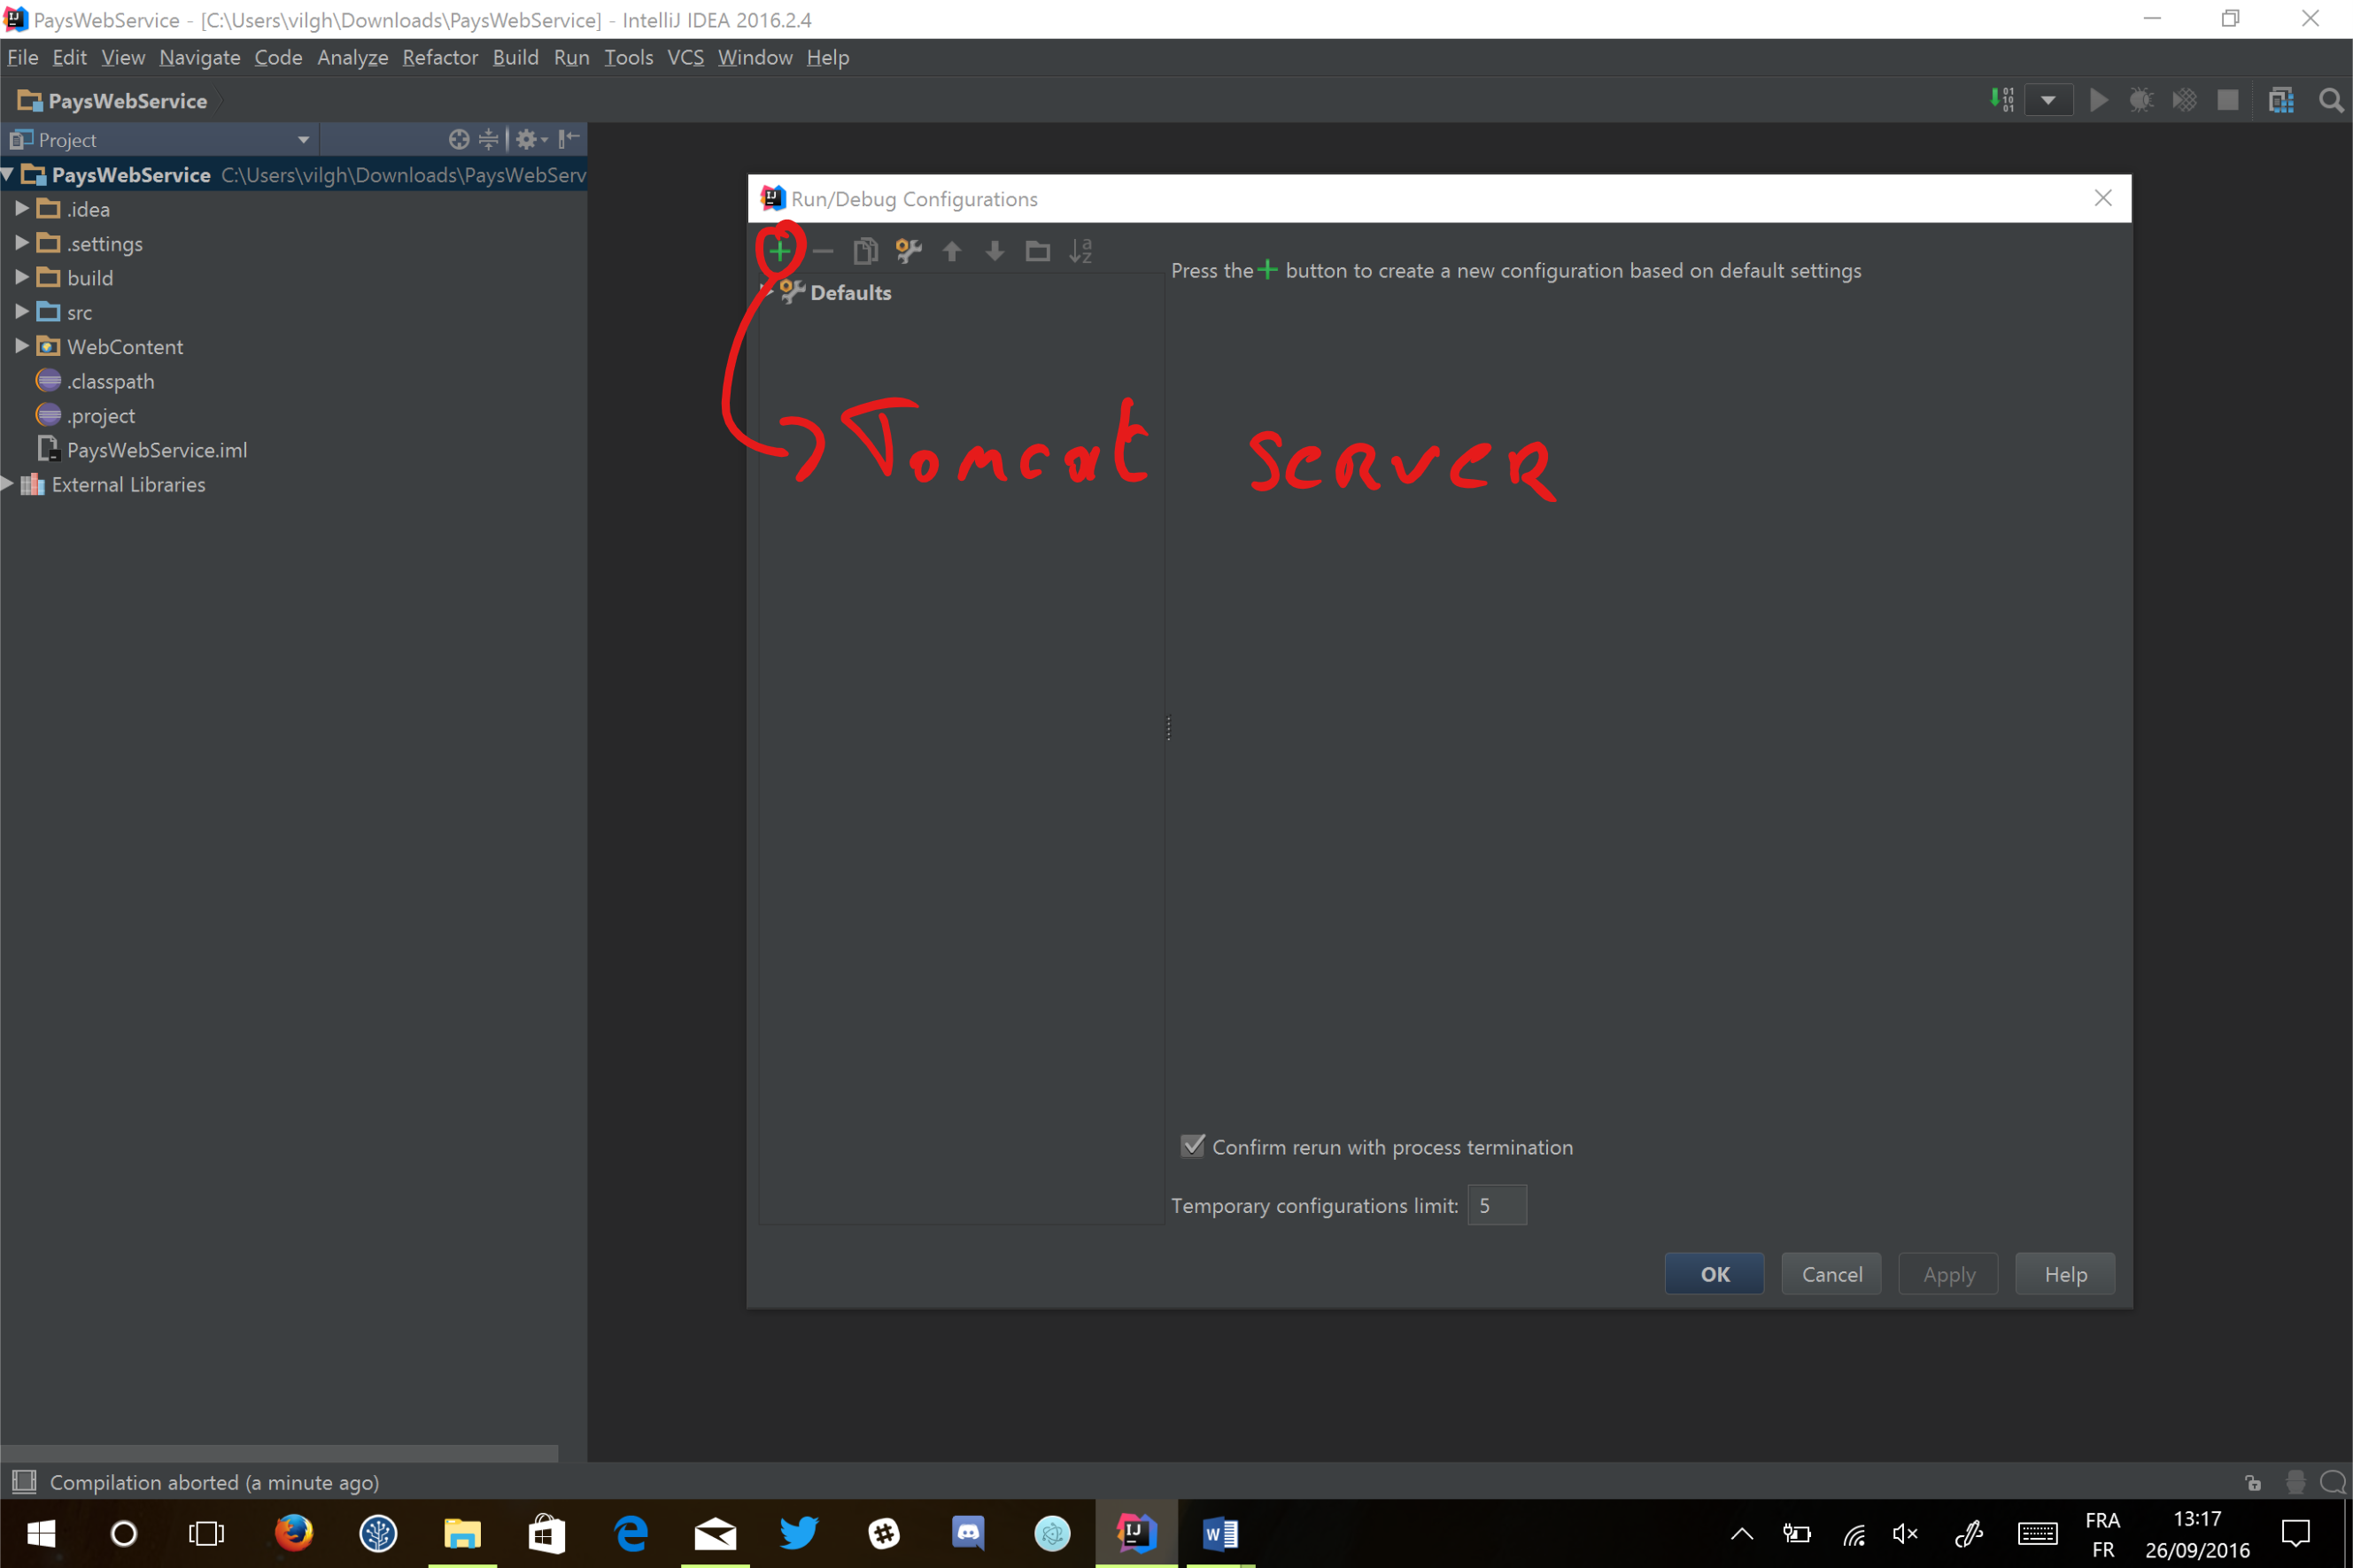 PaysWebService - [C:\Users\vilgh\Downloads\PaysWebService] - IntelliJ IDEA 2016.2.4
File Edit View Navigate Code Analyze Refactor Build Run Tools VCS Window Help
PaysWebService
Project
PaysWebService C:\Users\vilgh\Downloads\PaysWebServ
.idea
.settings
build
src
WebContent
.classpath
.project
PaysWebService.iml
External Libraries
Run/Debug Configurations
Press the + button to create a new configuration based on default settings
Defaults
Tomcat SERVER
Confirm rerun with process termination
Temporary configurations limit: 5
OK Cancel Apply Help
Compilation aborted (a minute ago)
FRA
FR
13:17
26/09/2016